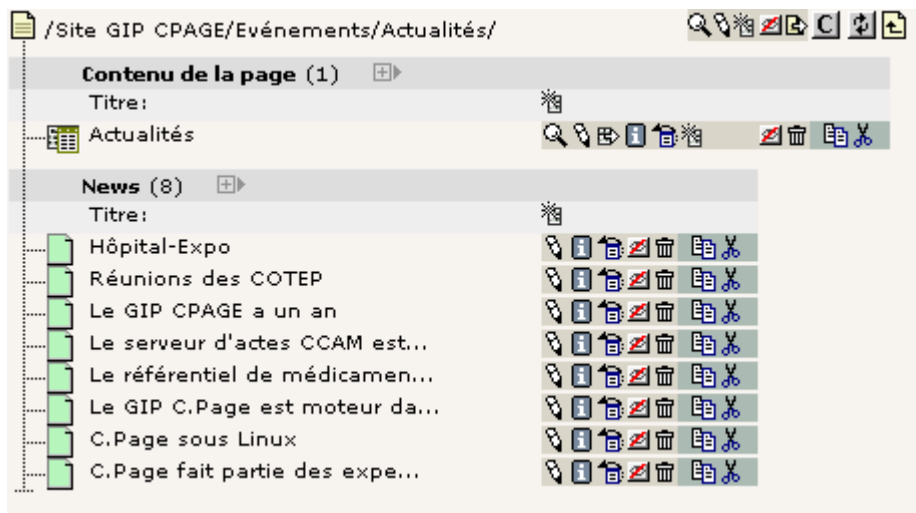 /Site GIP CPAGE/Evénements/Actualités/ C
Contenu de la page (1)
Titre:
Actualités
News (8)
Titre:
Hôpital-Expo
Réunions des COTEP
Le GIP CPAGE a un an
Le serveur d'actes CCAM est...
Le référentiel de médicamen...
Le GIP C.Page est moteur da...
C.Page sous Linux
C.Page fait partie des expe...